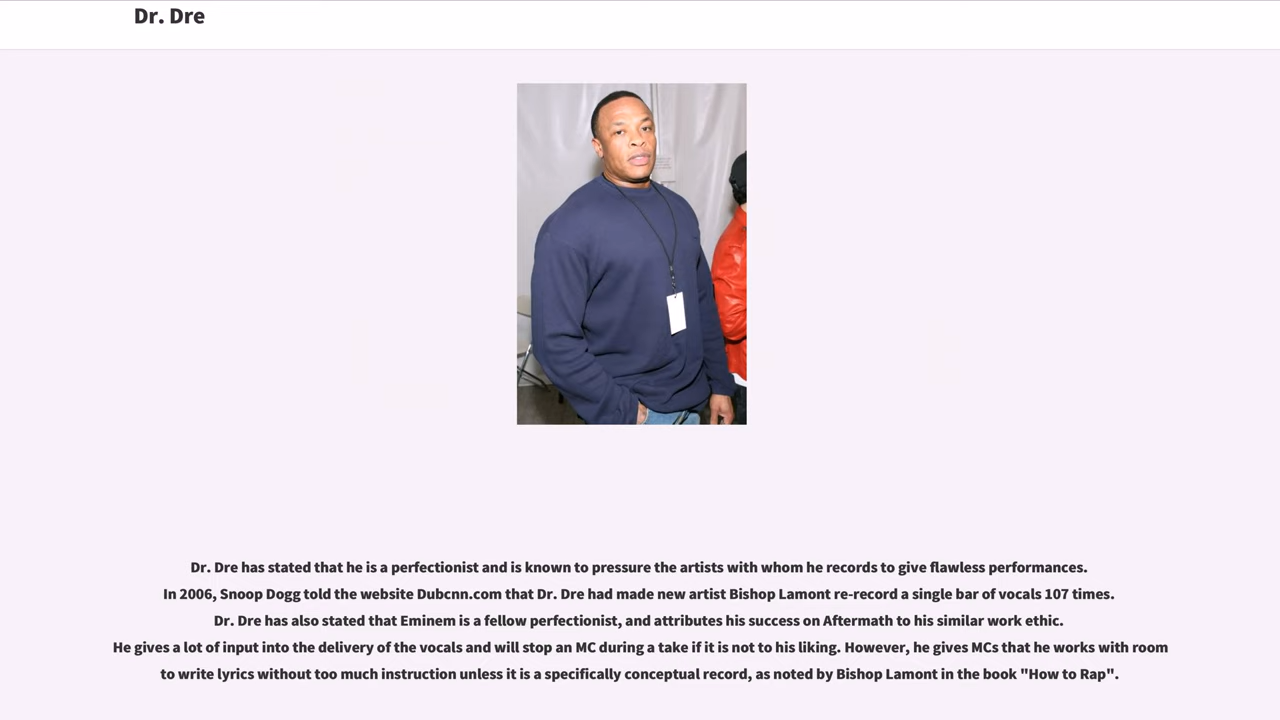 Dr. Dre
Dr. Dre has stated that he is a perfectionist and is known to pressure the artists with whom he records to give flawless performances.
In 2006, Snoop Dogg told the website Dubcnn.com that Dr. Dre had made new artist Bishop Lamont re-record a single bar of vocals 107 times.
Dr. Dre has also stated that Eminem is a fellow perfectionist, and attributes his success on Aftermath to his similar work ethic.
He gives a lot of input into the delivery of the vocals and will stop an MC during a take if it is not to his liking. However, he gives MCs that he works with room
to write lyrics without too much instruction unless it is a specifically conceptual record, as noted by Bishop Lamont in the book "How to Rap".